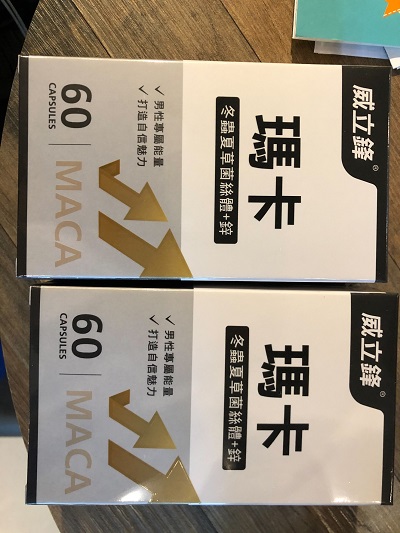 威立鋒®
瑪卡
冬蟲夏草菌絲體+鋅
✓ 男性專屬能量
✓ 打造自信魅力
60
CAPSULES
MACA
威立鋒®
瑪卡
冬蟲夏草菌絲體+鋅
✓ 男性專屬能量
✓ 打造自信魅力
60
CAPSULES
MACA